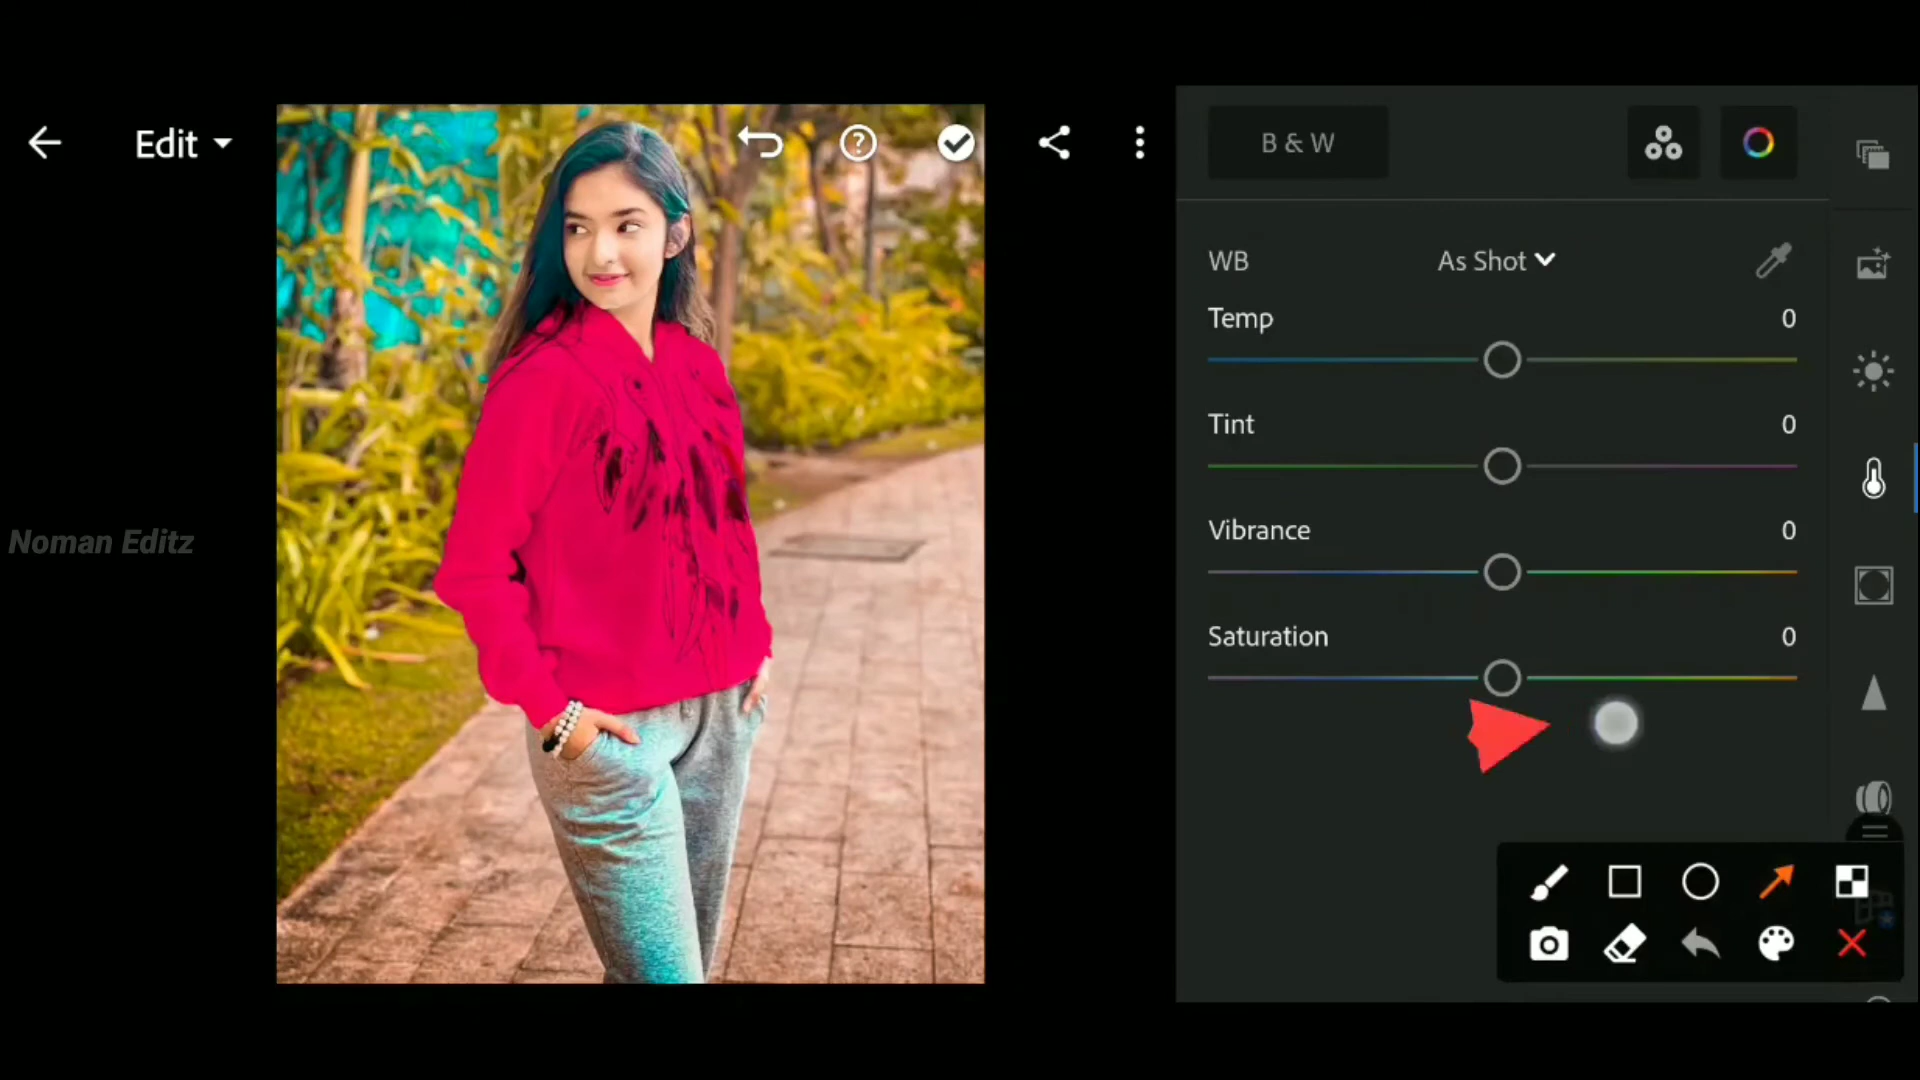 Edit
B & W
WB
As Shot
Temp
0
Tint
0
Vibrance
0
Saturation
0
Noman Editz